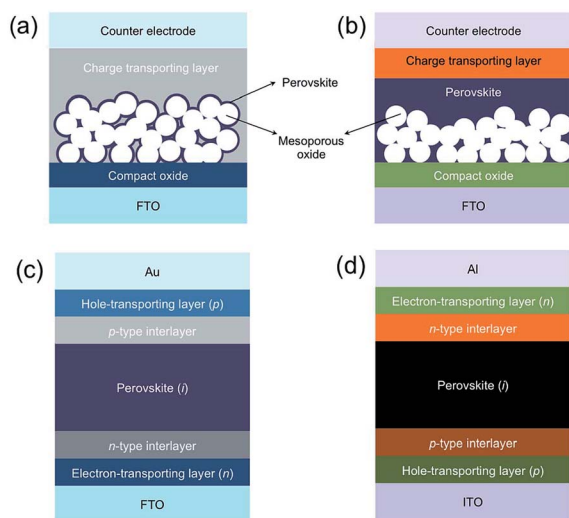 (a)
Counter electrode
Charge transporting layer
Compact oxide
FTO
Perovskite
Mesoporous
oxide
(b)
Counter electrode
Charge transporting layer
Perovskite
Compact oxide
FTO
(c)
Au
Hole-transporting layer (p)
p-type interlayer
Perovskite (i)
n-type interlayer
Electron-transporting layer (n)
FTO
(d)
Al
Electron-transporting layer (n)
n-type interlayer
Perovskite (i)
p-type interlayer
Hole-transporting layer (p)
ITO